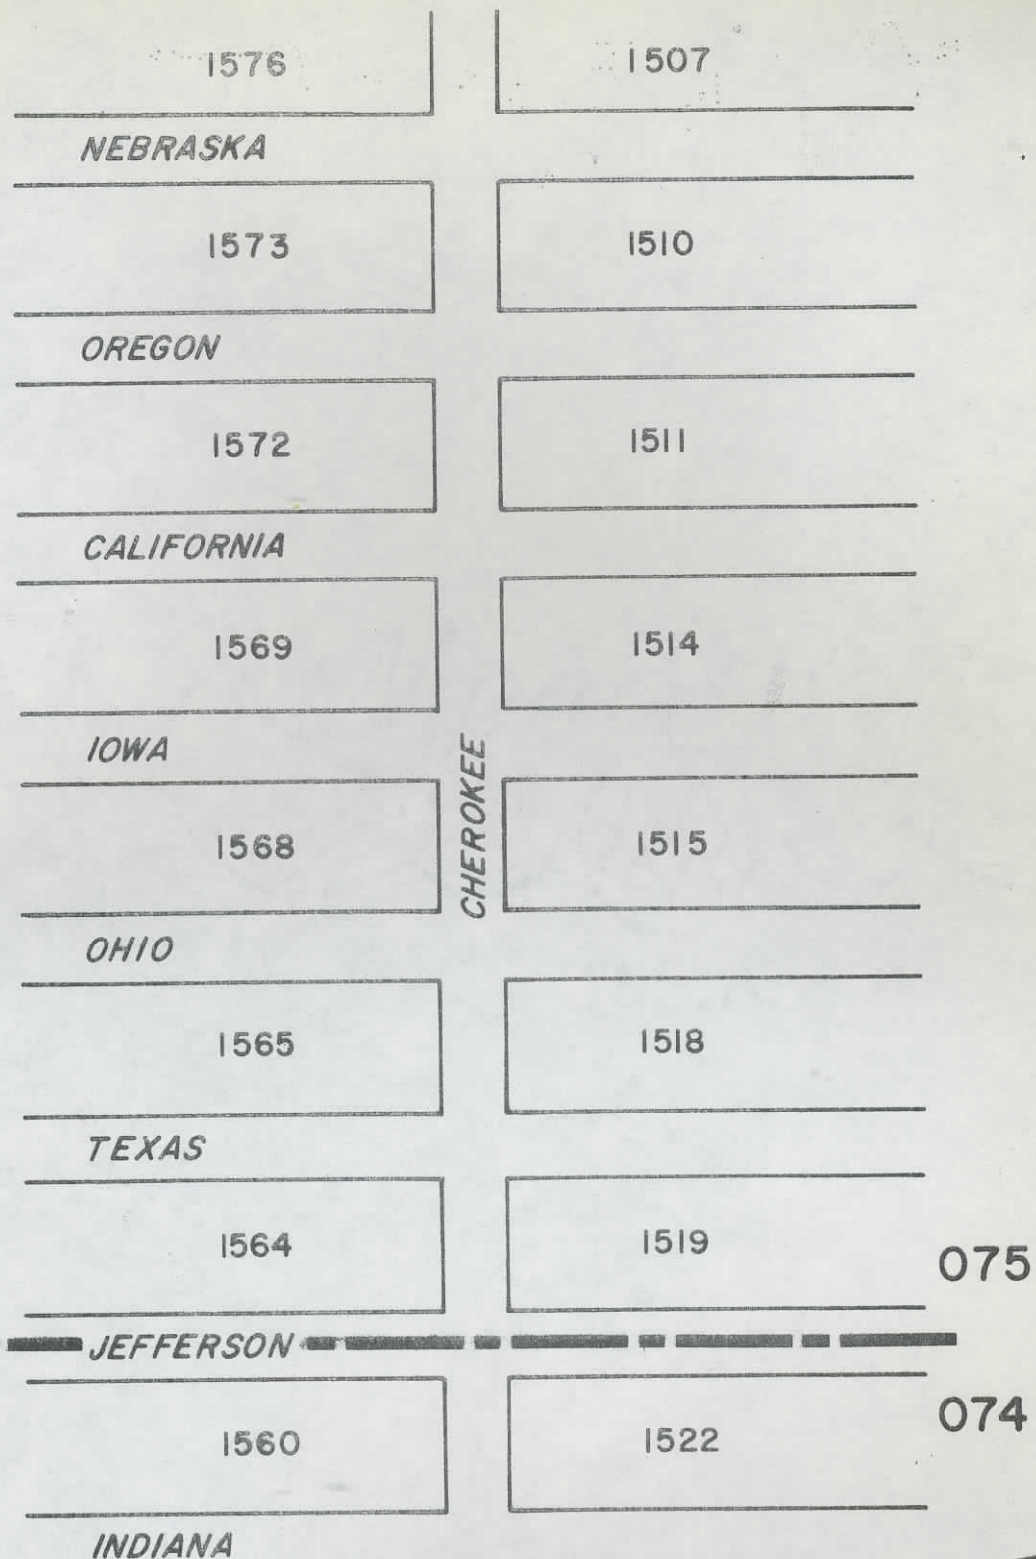 1576 1507
NEBRASKA
1573 1510
OREGON
1572 1511
CALIFORNIA
1569 1514
IOWA
CHEROKEE
1568 1515
OHIO
1565 1518
TEXAS
1564 1519
075
JEFFERSON
074
1560 1522
INDIANA